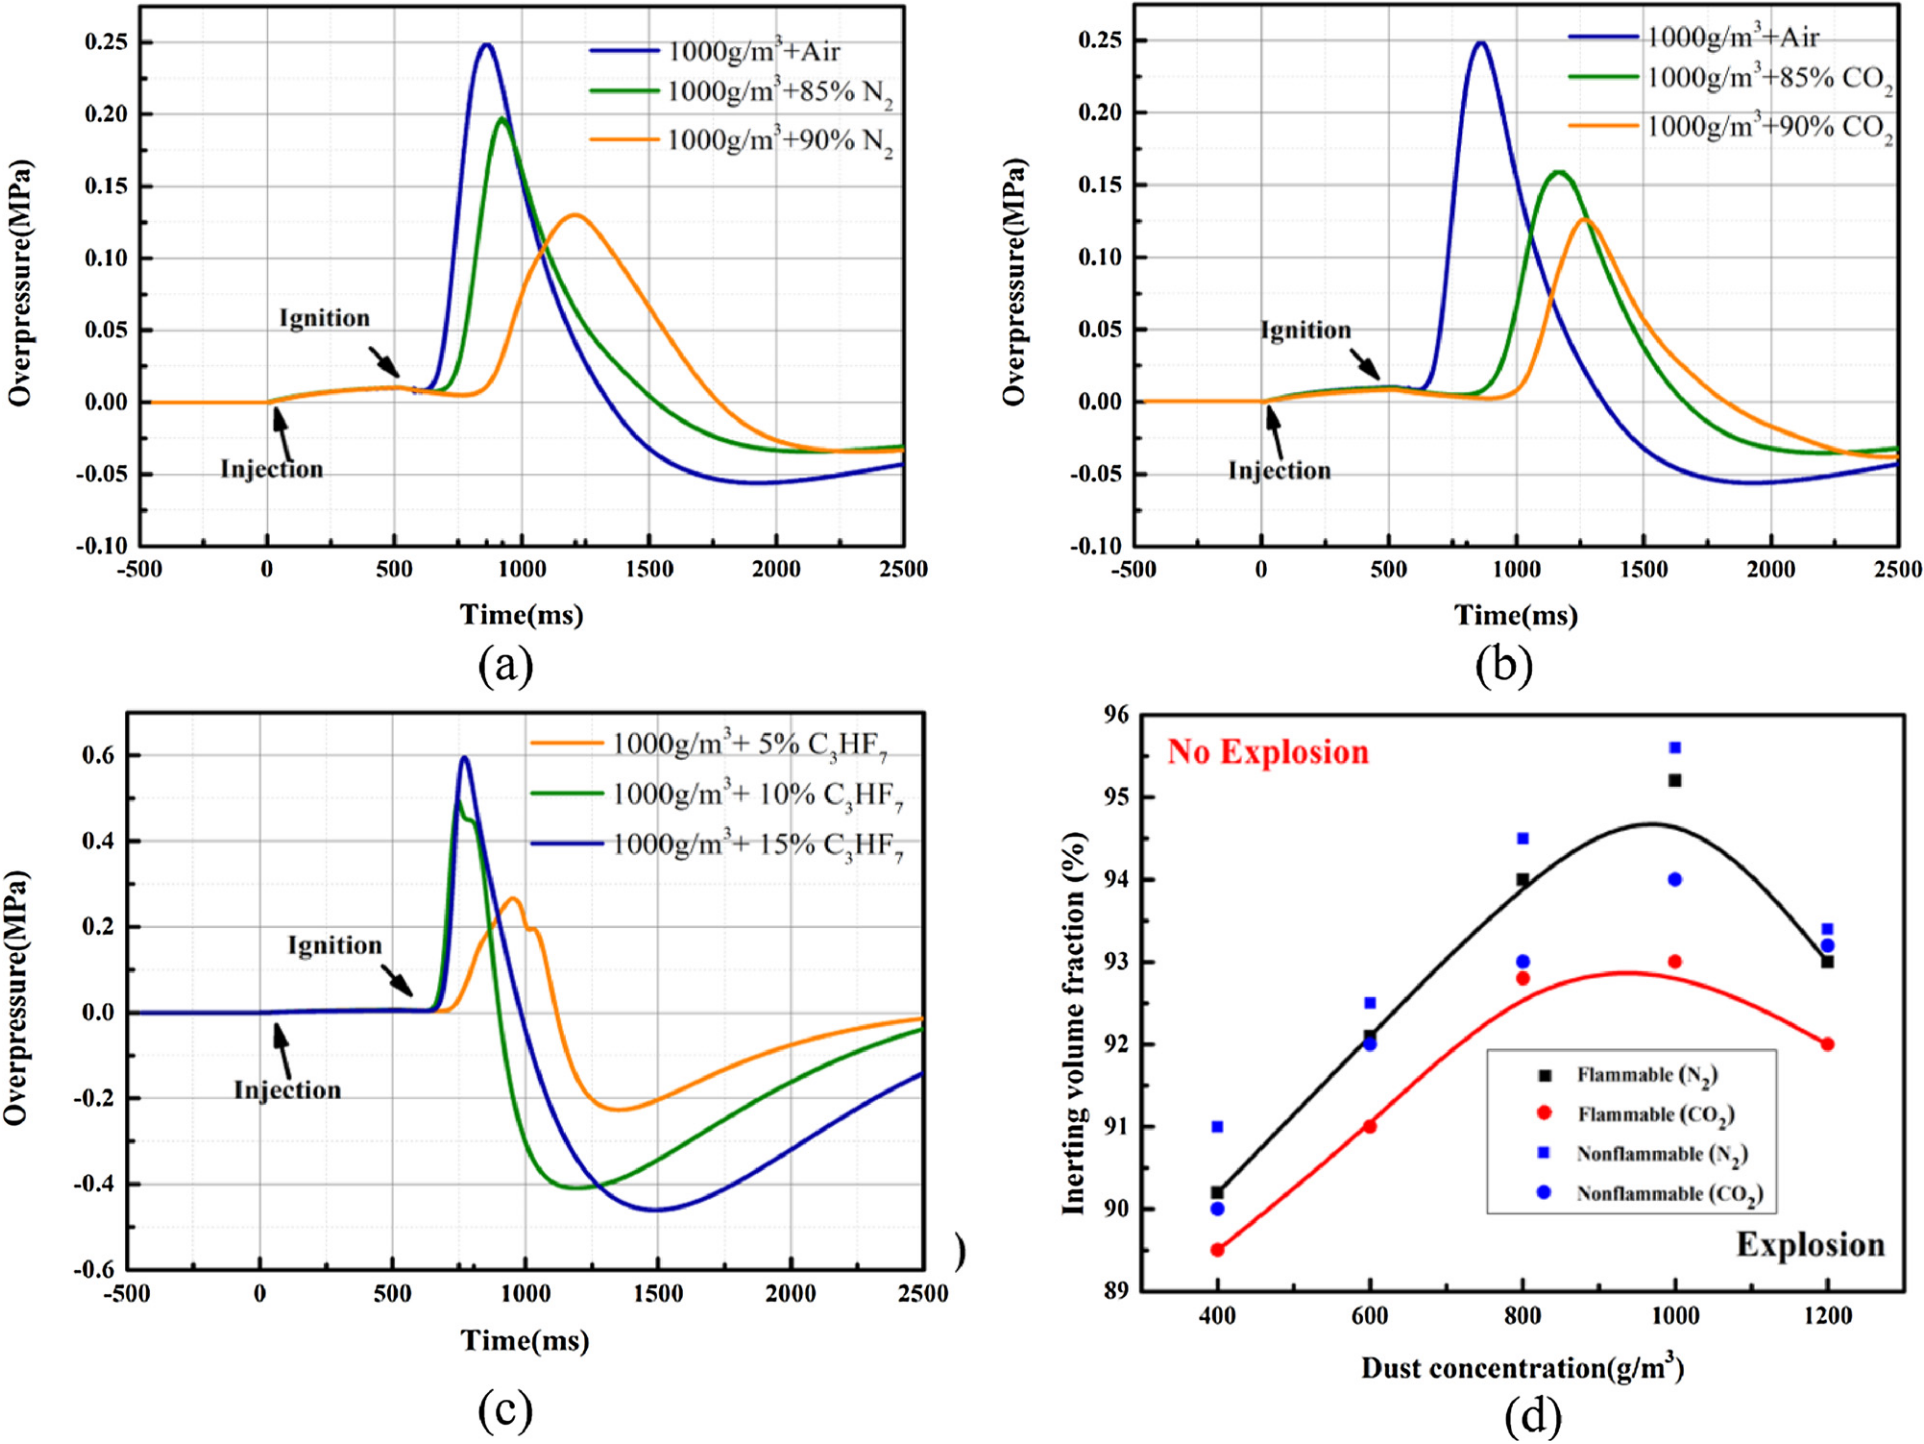 0.25
0.20
0.15
0.10
0.05
0.00
-0.05
-0.10
Overpressure(MPa)
1000g/m³+Air
1000g/m³+85% N₂
1000g/m³+90% N₂
Ignition
Injection
-500 0 500 1000 1500 2000 2500
Time(ms)
(a)
0.25
0.20
0.15
0.10
0.05
0.00
-0.05
-0.10
Overpressure(MPa)
1000g/m³+Air
1000g/m³+85% CO₂
1000g/m³+90% CO₂
Ignition
Injection
-500 0 500 1000 1500 2000 2500
Time(ms)
(b)
0.6
0.4
0.2
0.0
-0.2
-0.4
-0.6
Overpressure(MPa)
1000g/m³+ 5% C₃HF₇
1000g/m³+ 10% C₃HF₇
1000g/m³+ 15% C₃HF₇
Ignition
Injection
)
-500 0 500 1000 1500 2000 2500
Time(ms)
(c)
96
95
94
93
92
91
90
89
Inerting volume fraction (%)
No Explosion
Flammable (N₂)
Flammable (CO₂)
Nonflammable (N₂)
Nonflammable (CO₂)
Explosion
400 600 800 1000 1200
Dust concentration(g/m³)
(d)